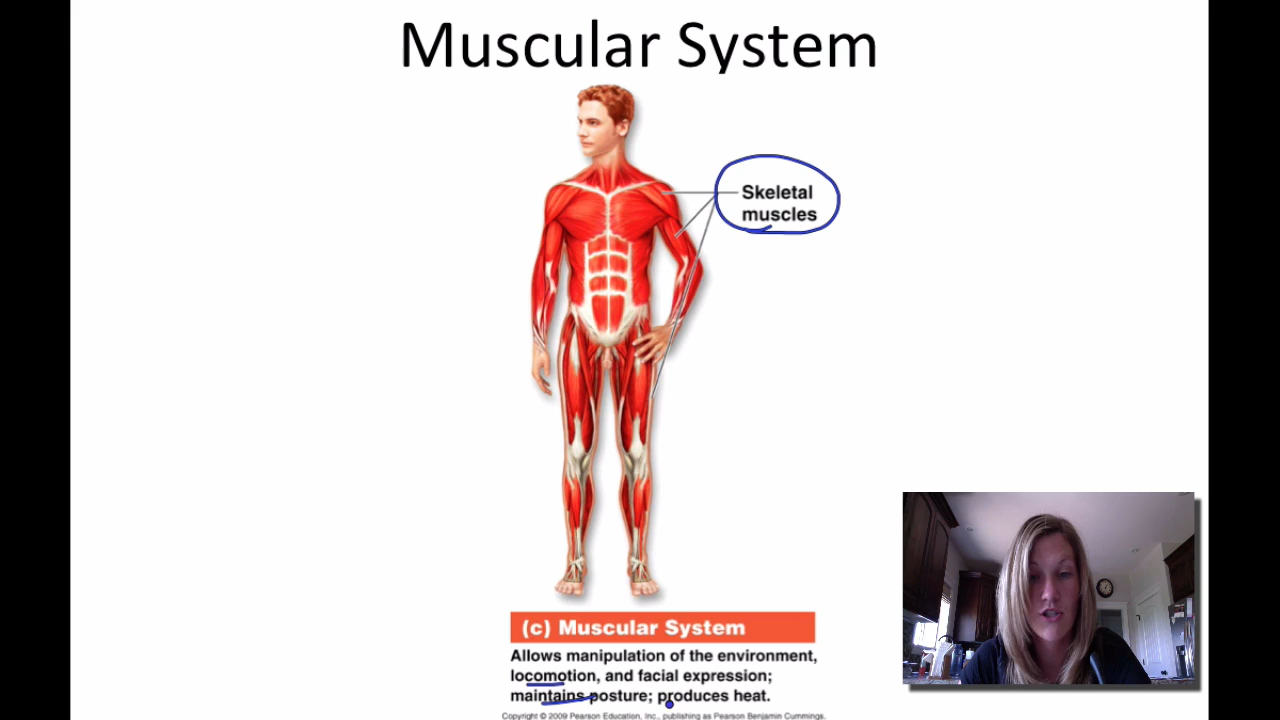 Muscular System
Skeletal
muscles
(c) Muscular System
Allows manipulation of the environment,
locomotion, and facial expression;
maintains posture; produces heat.
Copyright © 2009 Pearson Education, Inc., publishing as Pearson Benjamin Cummings.